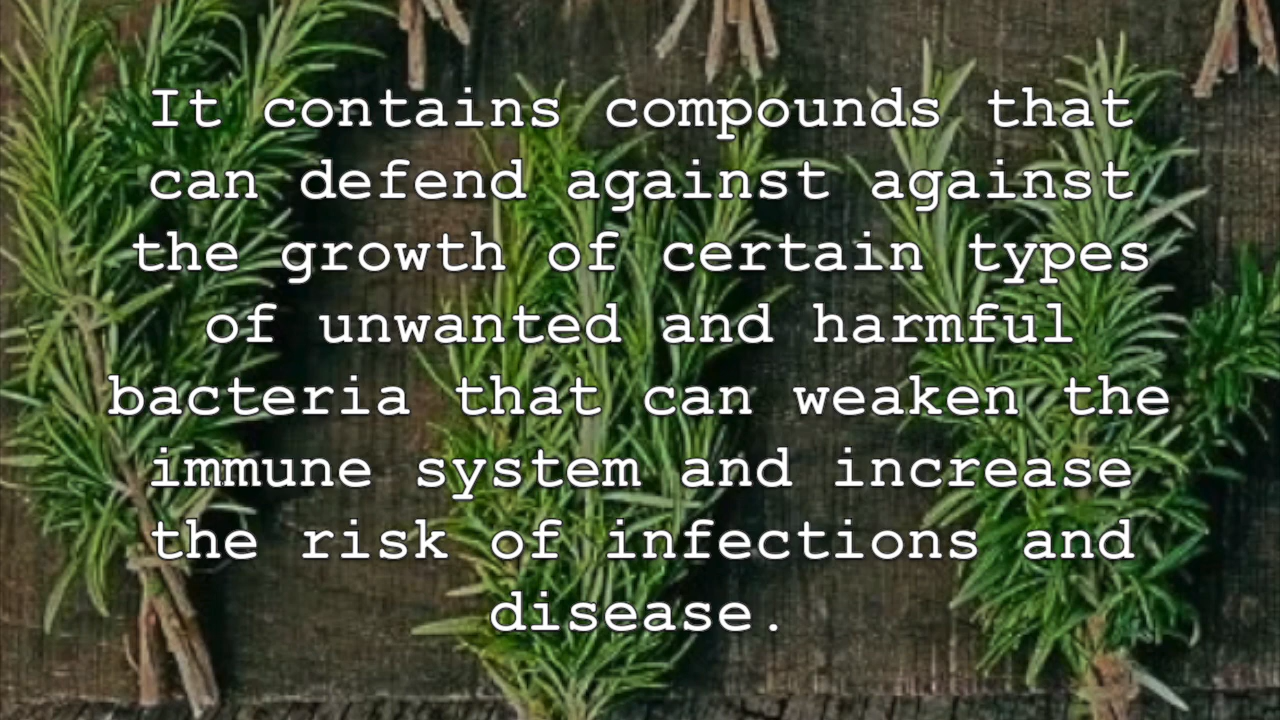 It contains compounds that
can defend against against
the growth of certain types
of unwanted and harmful
bacteria that can weaken the
immune system and increase
the risk of infections and
disease.